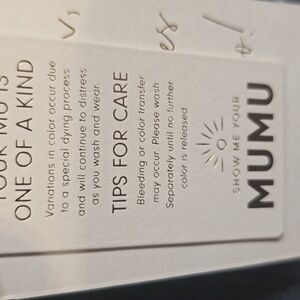 YOUR MU IS
ONE OF A KIND
Variations in color occur due
to a special dying process
and will continue to distress
as you wash and wear.
TIPS FOR CARE
Bleeding or color transfer
may occur. Please wash
Separately until no further
color is released
SHOW ME YOUR
MUMU